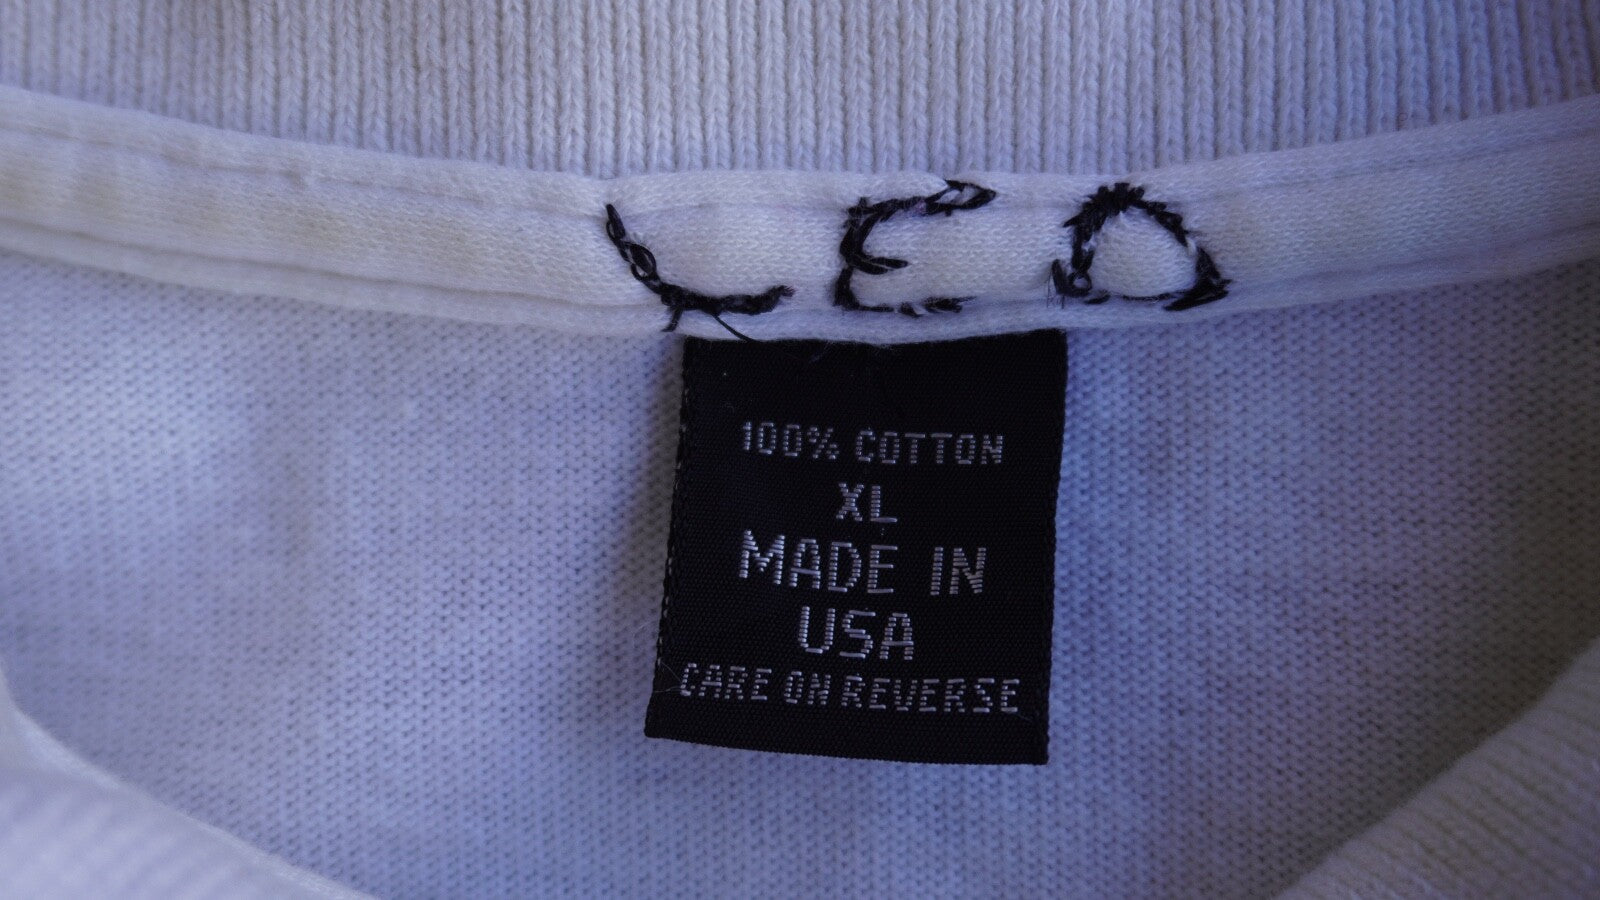 LEO
100% COTTON
XL
MADE IN
USA
CARE ON REVERSE